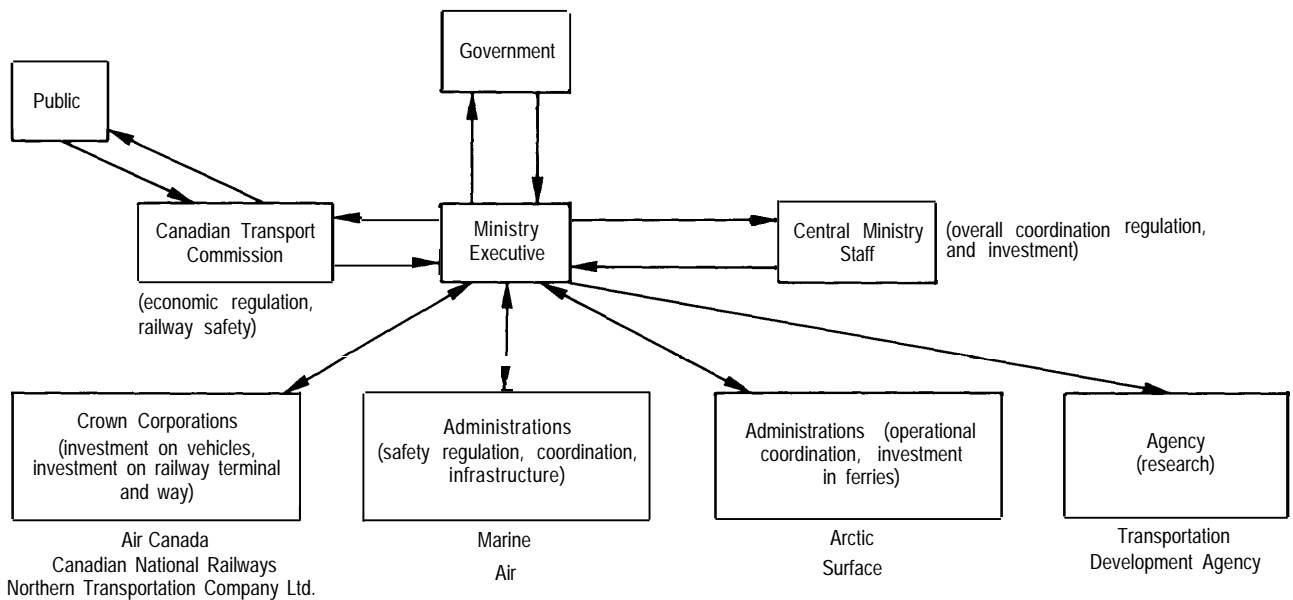 Government
Public
Canadian Transport
Commission
(economic regulation,
railway safety)
Ministry
Executive
Central Ministry
Staff
(overall coordination regulation,
and investment)
Crown Corporations
(investment on vehicles,
investment on railway terminal
and way)
Air Canada
Canadian National Railways
Northern Transportation Company Ltd.
Administrations
(safety regulation, coordination,
infrastructure)
Marine
Air
Administrations (operational
coordination, investment
in ferries)
Arctic
Surface
Agency
(research)
Transportation
Development Agency